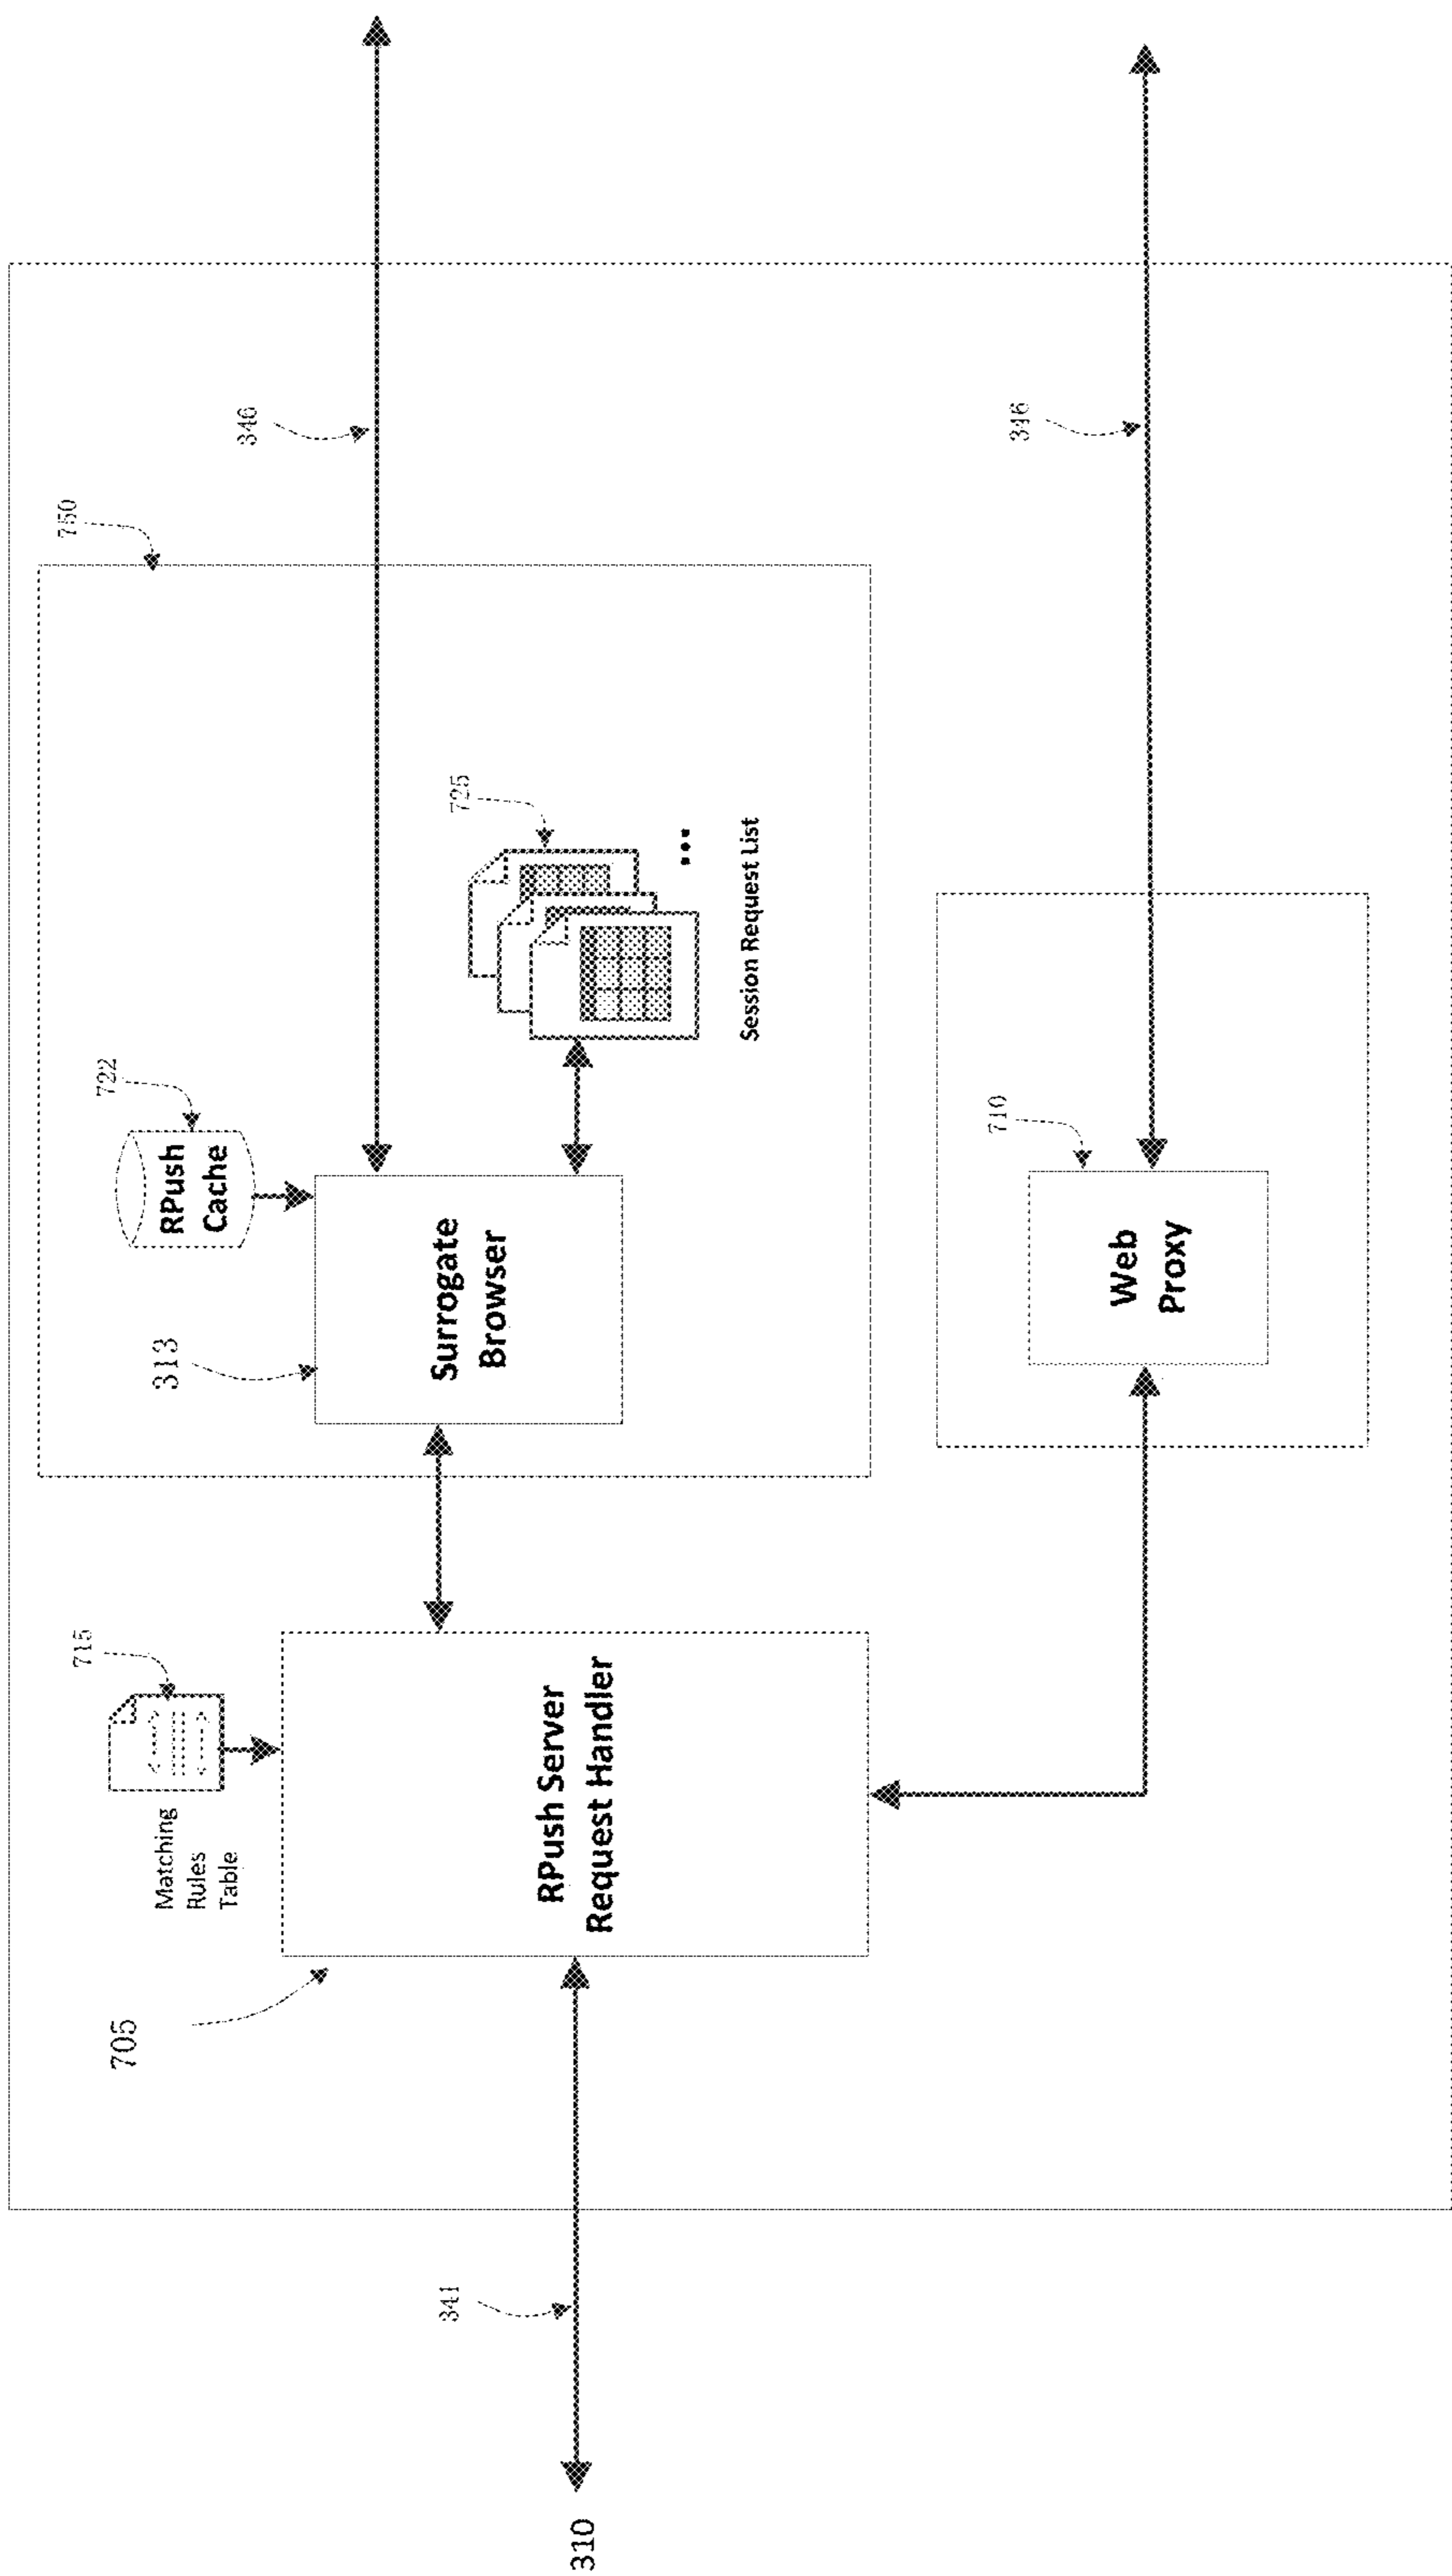 750
715
722
705
313
Matching
Rules
Table
RPush
Cache
346
341
725
Surrogate
Browser
RPush Server
Request Handler
310
...
Session Request List
710
346
Web
Proxy